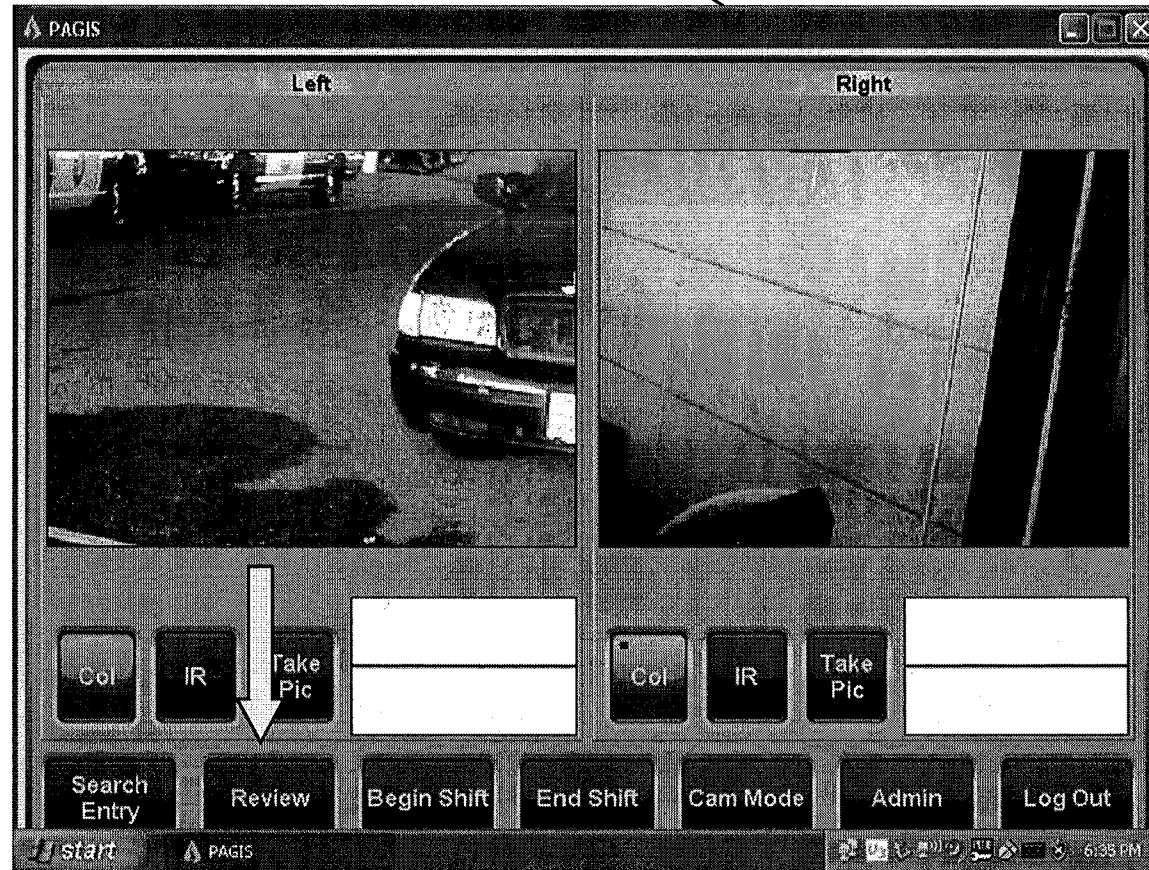 PAGIS
Left
Right
Col
IR
Take
Pic
Col
IR
Take
Pic
Search
Entry
Review
Begin Shift
End Shift
Cam Mode
Admin
Log Out
start
PAGIS
6:35 PM